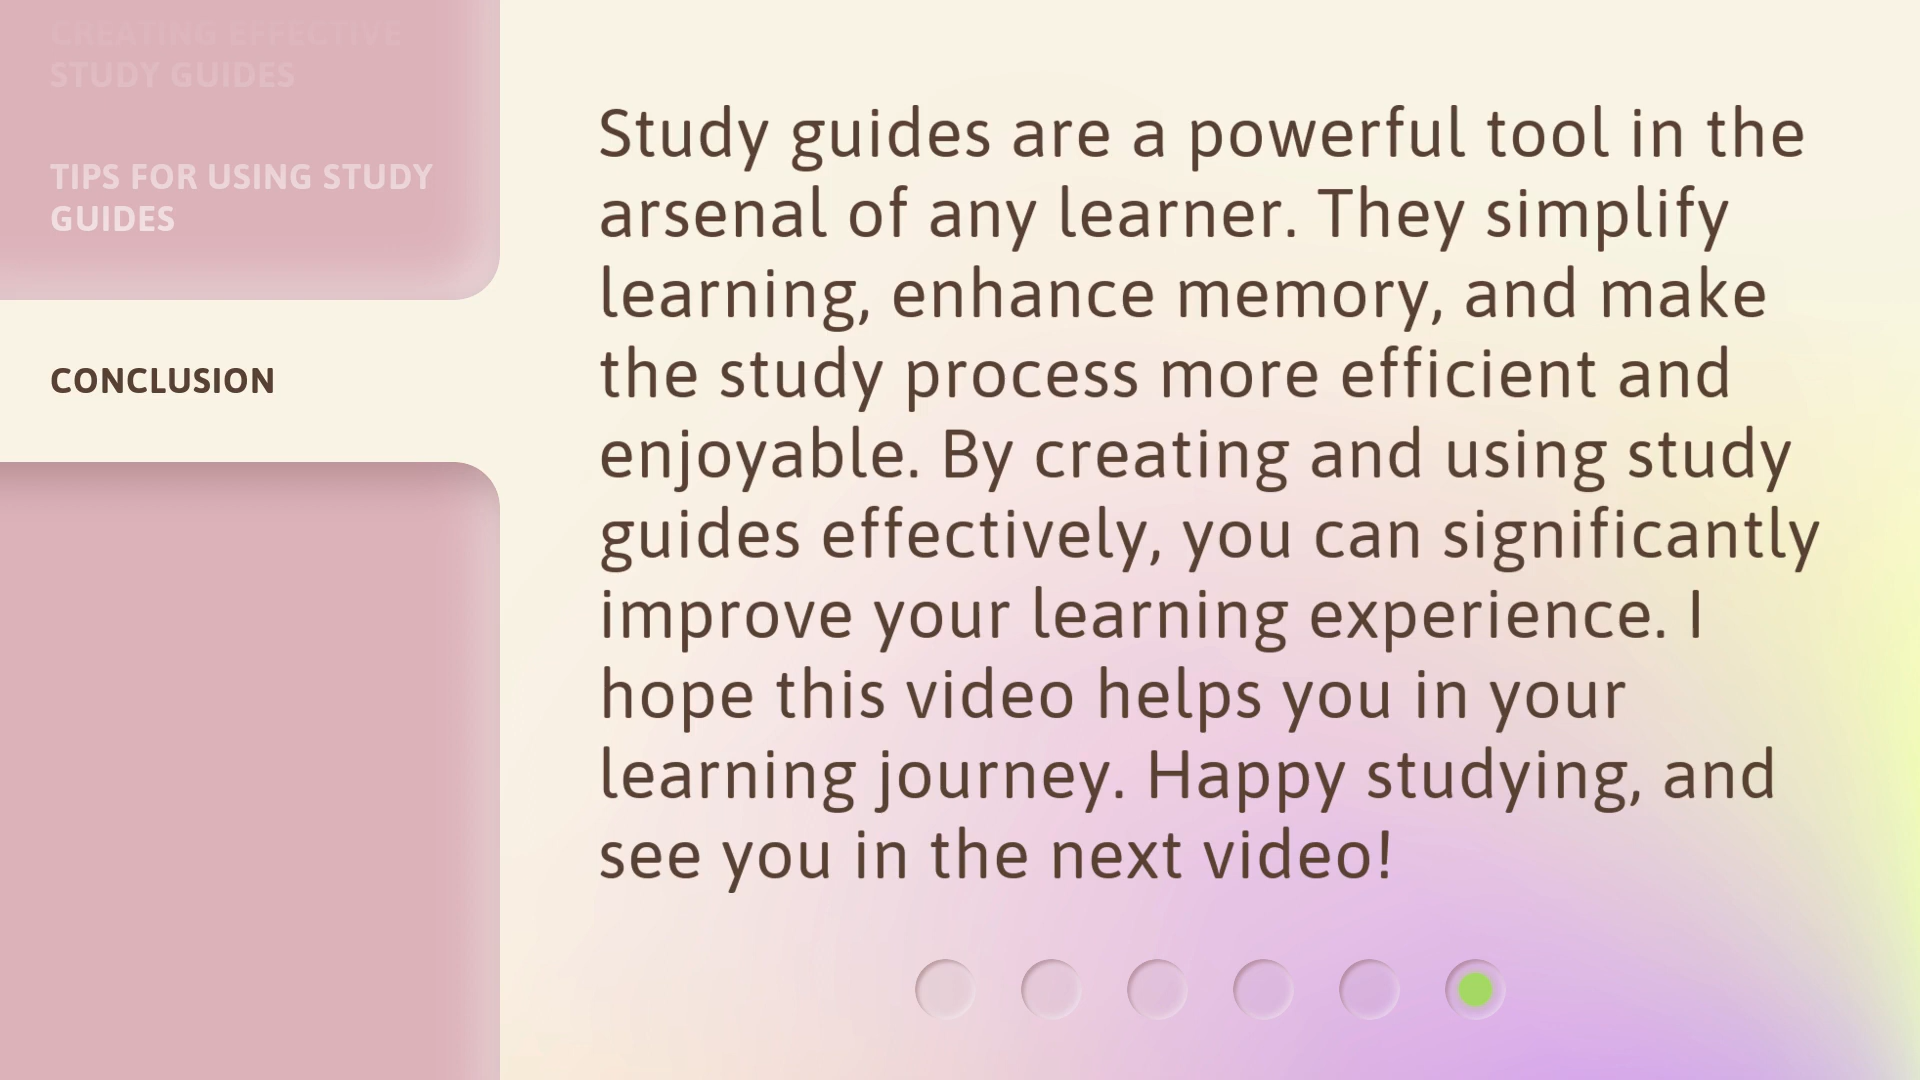 CREATING EFFECTIVE
STUDY GUIDES
TIPS FOR USING STUDY
GUIDES
CONCLUSION
Study guides are a powerful tool in the
arsenal of any learner. They simplify
learning, enhance memory, and make
the study process more efficient and
enjoyable. By creating and using study
guides effectively, you can significantly
improve your learning experience. I
hope this video helps you in your
learning journey. Happy studying, and
see you in the next video!